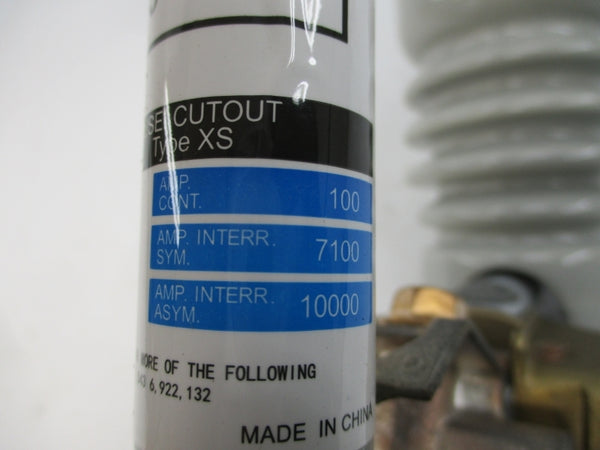 CUTOUT
Type XS
AMP. CONT. 100
AMP. INTERR. SYM. 7100
AMP. INTERR. ASYM. 10000
MORE OF THE FOLLOWING
6,922,132
MADE IN CHINA